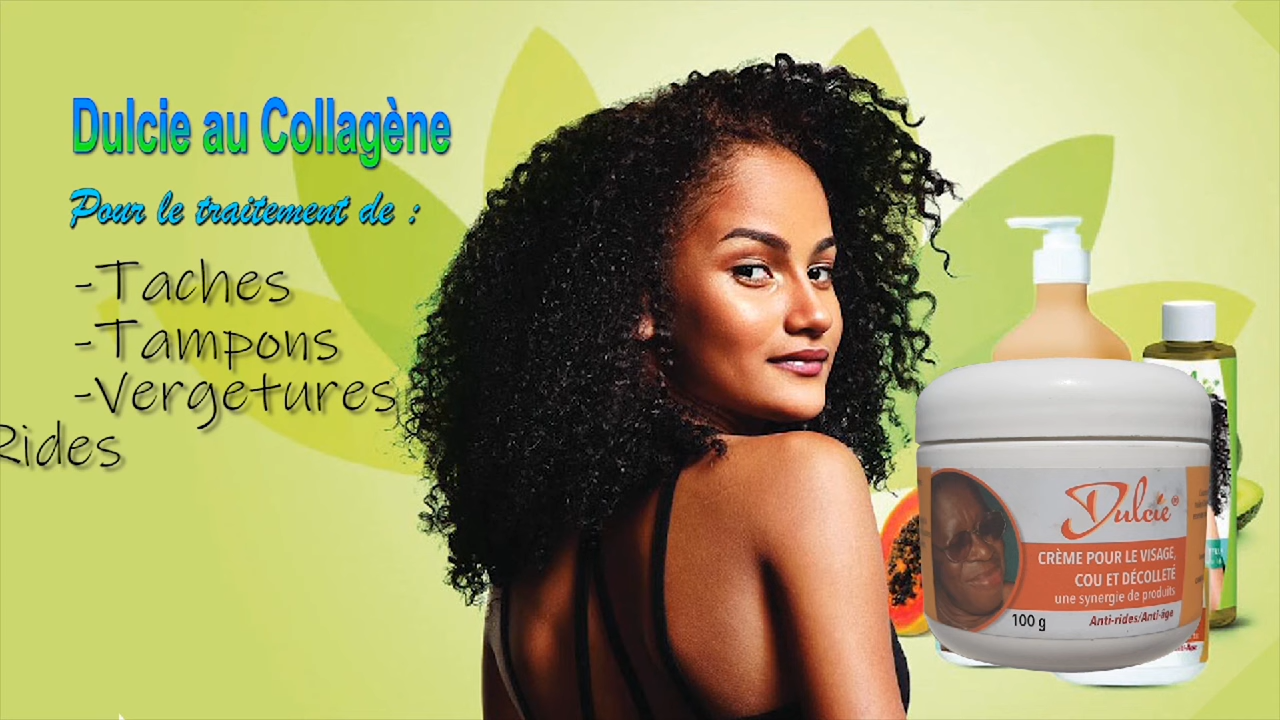 Dulcie au Collagène
Pour le traitement de :
-Taches
-Tampons
-Vergetures
Rides
Dulcie®
CRÈME POUR LE VISAGE,
COU ET DÉCOLLETÉ
une synergie de produits
Anti-rides/Anti-âge
100 g